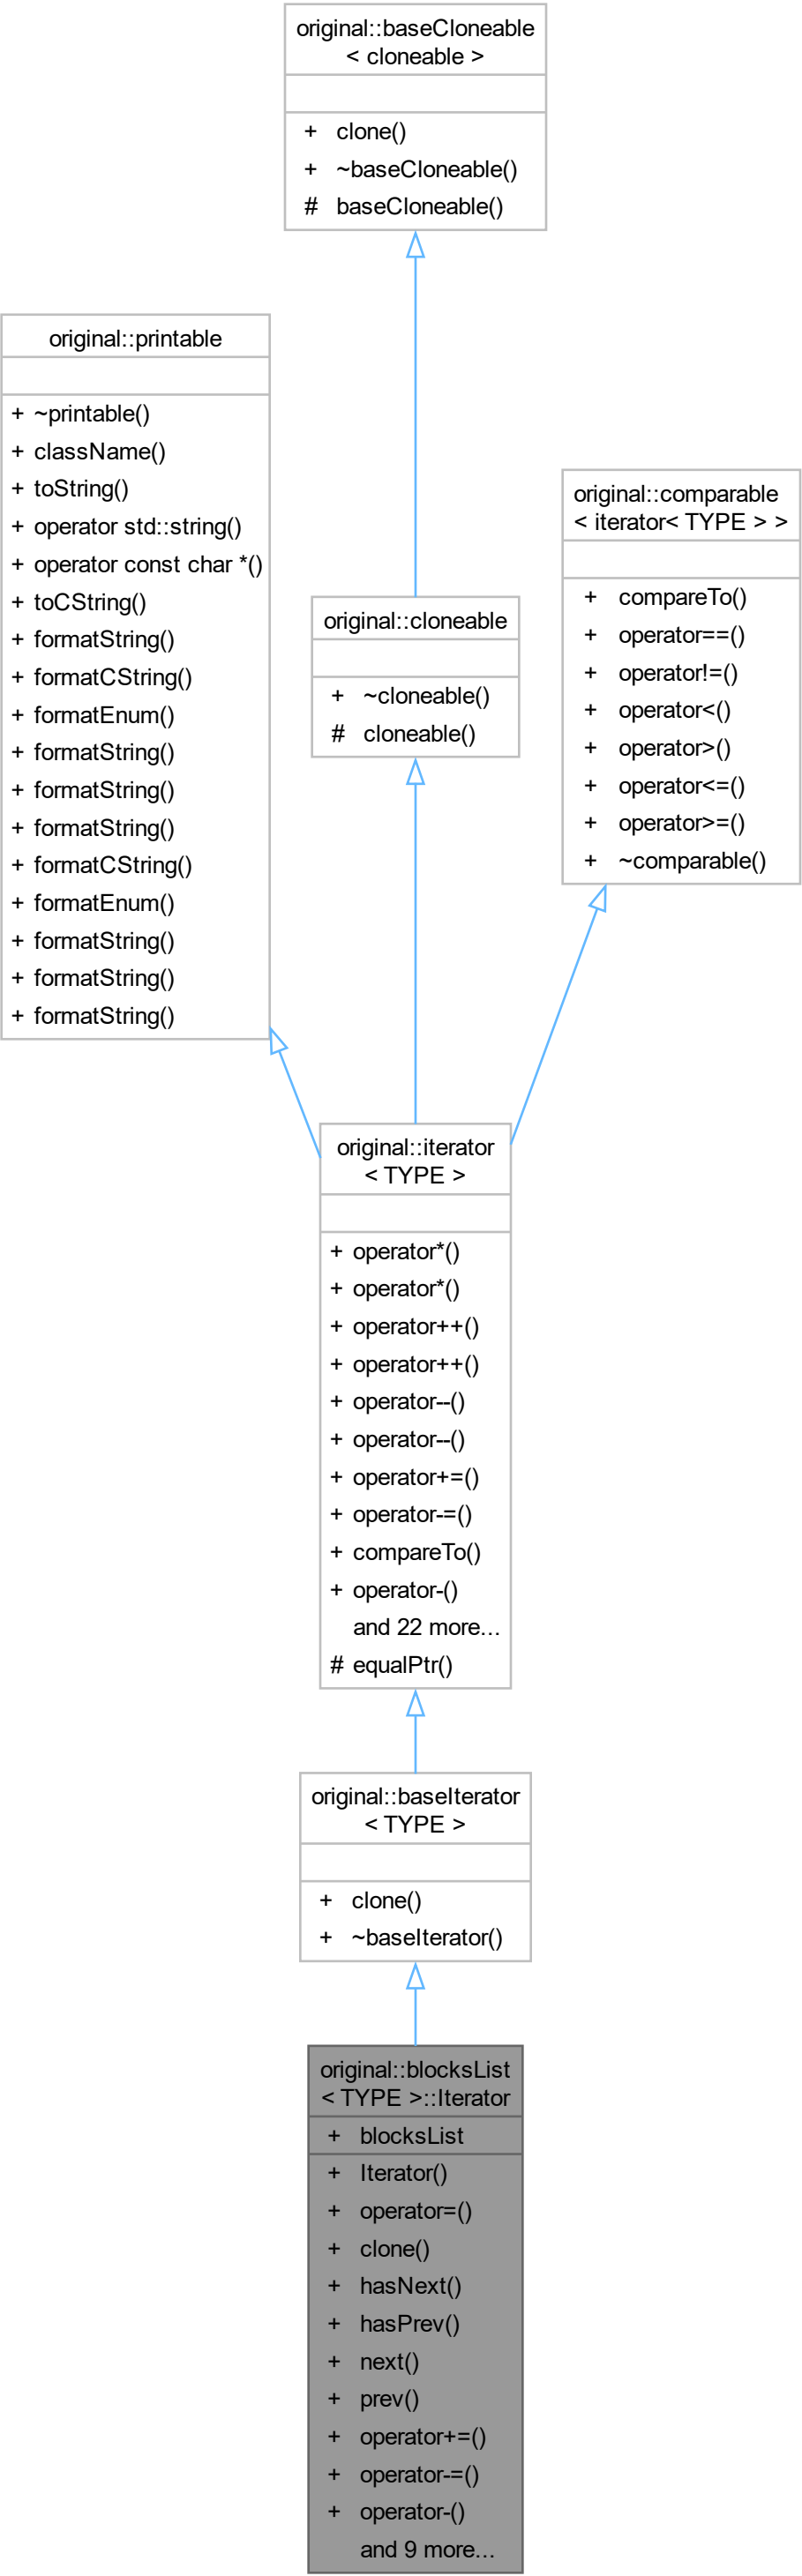 original::baseCloneable
< cloneable >
+ clone()
+ ~baseCloneable()
# baseCloneable()
original::printable
+ ~printable()
+ className()
+ toString()
+ operator std::string()
+ operator const char *()
+ toCString()
+ formatString()
+ formatCString()
+ formatEnum()
+ formatString()
+ formatString()
+ formatString()
+ formatCString()
+ formatEnum()
+ formatString()
+ formatString()
+ formatString()
original::cloneable
+ ~cloneable()
# cloneable()
original::comparable
< iterator< TYPE > >
+ compareTo()
+ operator==()
+ operator!=()
+ operator<()
+ operator>()
+ operator<=()
+ operator>=()
+ ~comparable()
original::iterator
< TYPE >
+ operator*()
+ operator*()
+ operator++()
+ operator++()
+ operator--()
+ operator--()
+ operator+=()
+ operator-=()
+ compareTo()
+ operator-()
and 22 more...
# equalPtr()
original::baseIterator
< TYPE >
+ clone()
+ ~baseIterator()
original::blocksList
< TYPE >::Iterator
+ blocksList
+ Iterator()
+ operator=()
+ clone()
+ hasNext()
+ hasPrev()
+ next()
+ prev()
+ operator+=()
+ operator-=()
+ operator-()
and 9 more...